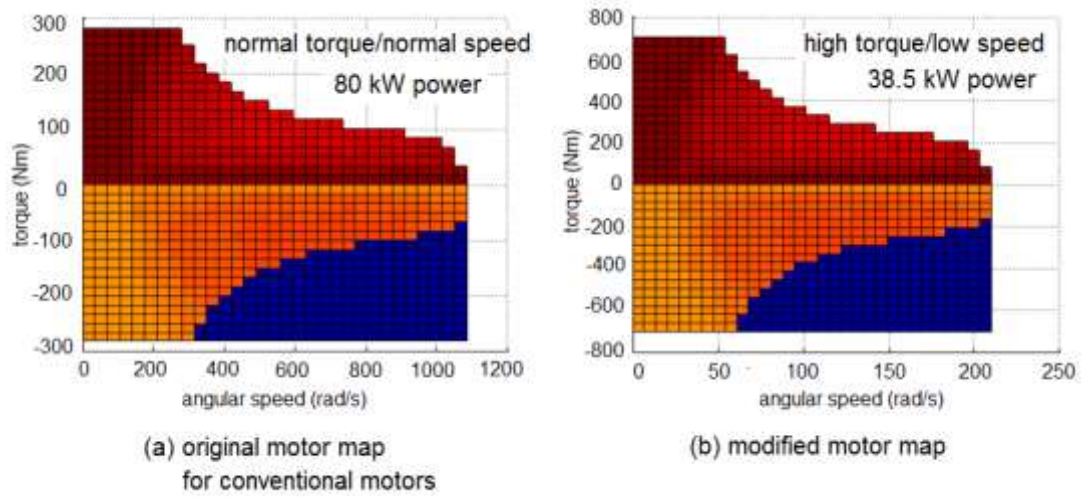 300
200
100
0
-100
-200
-300
torque (Nm)
normal torque/normal speed
80 kW power
0 200 400 600 800 1000 1200
angular speed (rad/s)
(a) original motor map
for conventional motors
800
600
400
200
0
-200
-400
-600
-800
torque (Nm)
high torque/low speed
38.5 kW power
0 50 100 150 200 250
angular speed (rad/s)
(b) modified motor map